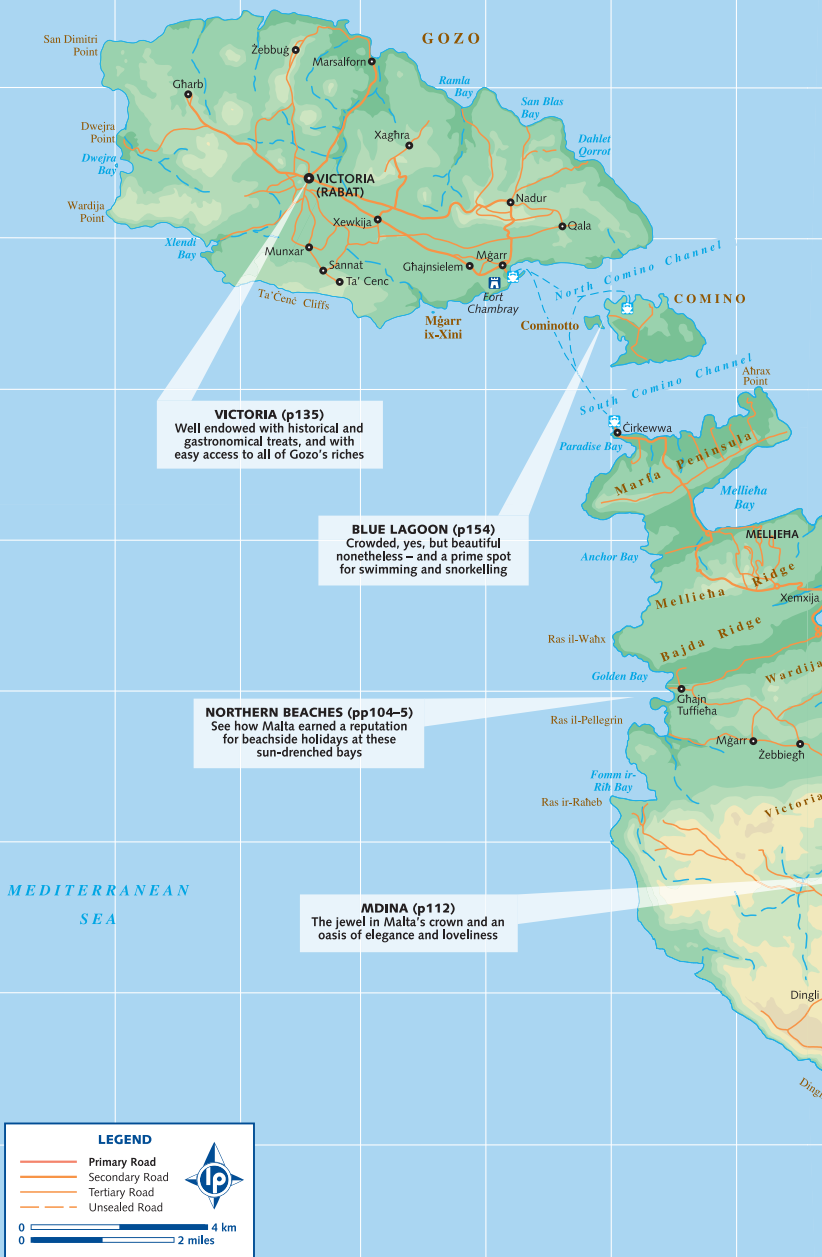 GOZO
San Dimitri
Point
Żebbuġ
Marsalforn
Għarb
Ramla
Bay
San Blas
Bay
Dwejra
Point
Xagħra
Dahlet
Qorrot
Dwejra
Bay
VICTORIA
(RABAT)
Wardija
Point
Nadur
Xewkija
Qala
Xlendi
Bay
Munxar
Sannat
Għajnsielem
Mġarr
Ta' Cenc
North Comino Channel
Ta'Ċenċ Cliffs
Fort
Chambray
COMINO
Mġarr
ix-Xini
Cominotto
South Comino Channel
Aħrax
Point
VICTORIA (p135)
Well endowed with historical and
gastronomical treats, and with
easy access to all of Gozo's riches
Ċirkewwa
Paradise Bay
Marfa Peninsula
Mellieħa
Bay
BLUE LAGOON (p154)
Crowded, yes, but beautiful
nonetheless – and a prime spot
for swimming and snorkelling
MELLIEĦA
Anchor Bay
Mellieħa Ridge
Xemxija
Bajda Ridge
Ras il-Waħx
Wardija
Golden Bay
Għajn
Tuffieħa
NORTHERN BEACHES (pp104–5)
See how Malta earned a reputation
for beachside holidays at these
sun-drenched bays
Ras il-Pellegrin
Mġarr
Żebbiegħ
Fomm ir-
Riħ Bay
Ras ir-Raħeb
Victoria
MEDITERRANEAN
SEA
MDINA (p112)
The jewel in Malta's crown and an
oasis of elegance and loveliness
Dingli
Dingl
LEGEND
Primary Road
Secondary Road
Tertiary Road
Unsealed Road
lp
0 4 km
0 2 miles